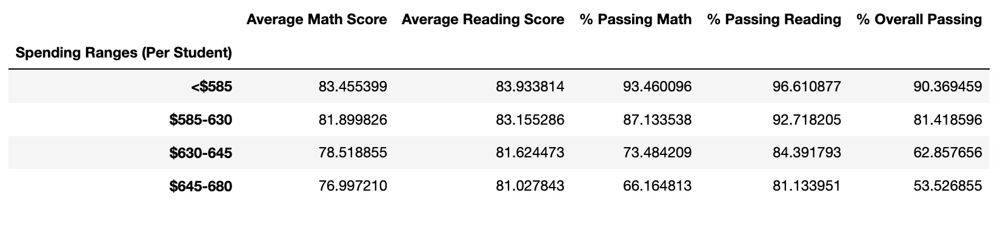 Average Math Score Average Reading Score % Passing Math % Passing Reading % Overall Passing
Spending Ranges (Per Student)
<$585 83.455399 83.933814 93.460096 96.610877 90.369459
$585-630 81.899826 83.155286 87.133538 92.718205 81.418596
$630-645 78.518855 81.624473 73.484209 84.391793 62.857656
$645-680 76.997210 81.027843 66.164813 81.133951 53.526855